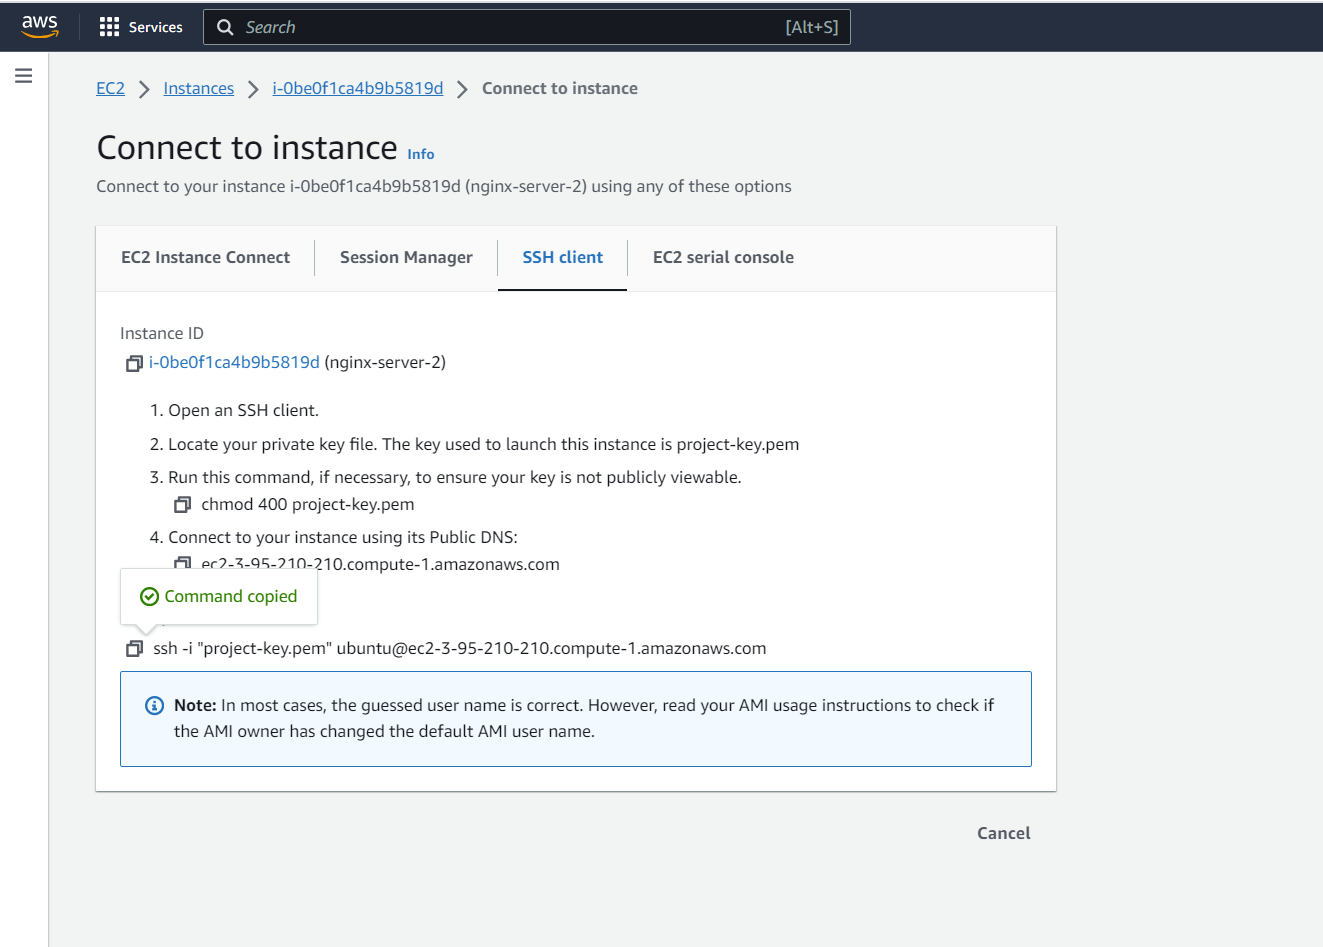 aws Services Search [Alt+S]
EC2 Instances i-0be0f1ca4b9b5819d Connect to instance
Connect to instance Info
Connect to your instance i-0be0f1ca4b9b5819d (nginx-server-2) using any of these options
EC2 Instance Connect Session Manager SSH client EC2 serial console
Instance ID
i-0be0f1ca4b9b5819d (nginx-server-2)
1. Open an SSH client.
2. Locate your private key file. The key used to launch this instance is project-key.pem
3. Run this command, if necessary, to ensure your key is not publicly viewable.
chmod 400 project-key.pem
4. Connect to your instance using its Public DNS:
ec2-3-95-210-210.compute-1.amazonaws.com
Command copied
ssh -i "project-key.pem" ubuntu@ec2-3-95-210-210.compute-1.amazonaws.com
Note: In most cases, the guessed user name is correct. However, read your AMI usage instructions to check if
the AMI owner has changed the default AMI user name.
Cancel